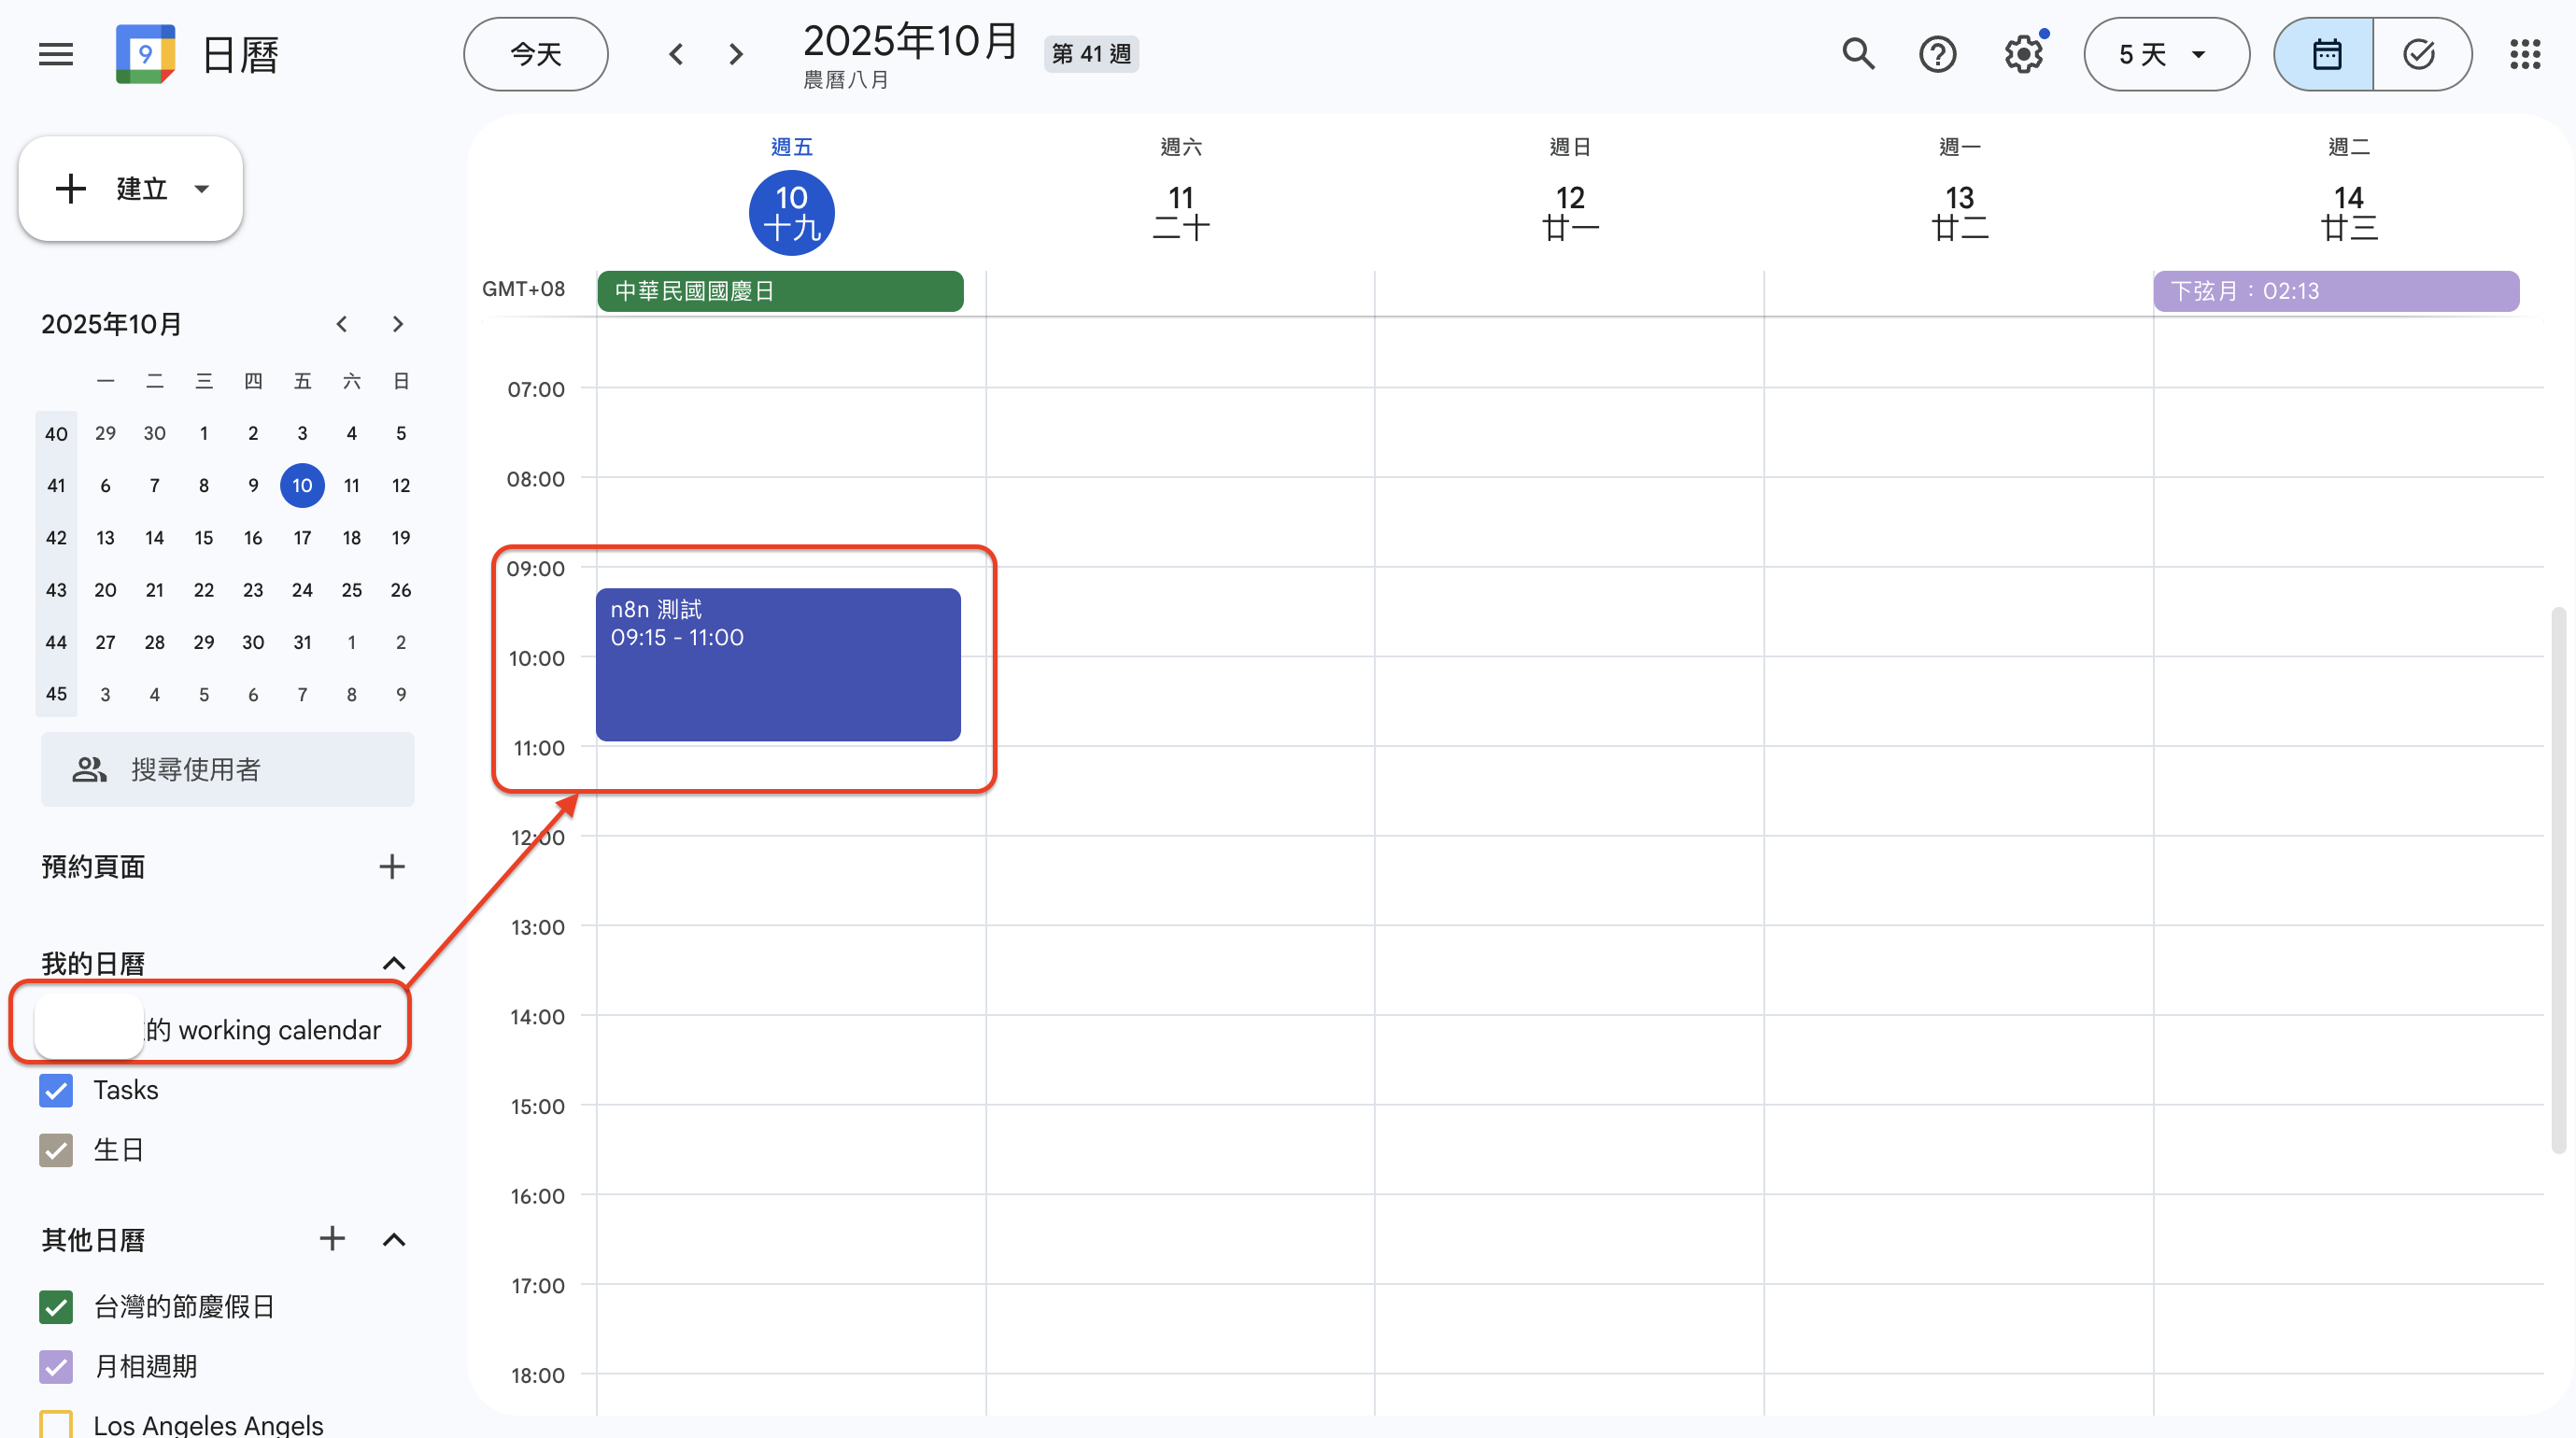 9 日曆
今天
2025年10月
農曆八月
第 41 週
5 天
建立
2025年10月
一 二 三 四 五 六 日
40 29 30 1 2 3 4 5
41 6 7 8 9 10 11 12
42 13 14 15 16 17 18 19
43 20 21 22 23 24 25 26
44 27 28 29 30 31 1 2
45 3 4 5 6 7 8 9
搜尋使用者
預約頁面
我的日曆
的 working calendar
Tasks
生日
其他日曆
台灣的節慶假日
月相週期
Los Angeles Angels
週五 週六 週日 週一 週二
10 11 12 13 14
十九 二十 廿一 廿二 廿三
GMT+08
中華民國國慶日
下弦月：02:13
07:00
08:00
09:00
n8n 測試
09:15 - 11:00
10:00
11:00
12:00
13:00
14:00
15:00
16:00
17:00
18:00